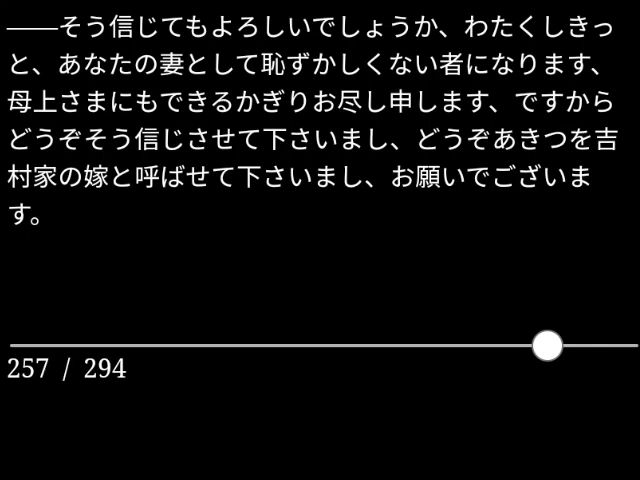 ――そう信じてもよろしいでしょうか、わたくしきっ
と、あなたの妻として恥ずかしくない者になります、
母上さまにもできるかぎりお尽し申します、ですから
どうぞそう信じさせて下さいまし、どうぞあきつを吉
村家の嫁と呼ばせて下さいまし、お願いでございま
す。
257 / 294